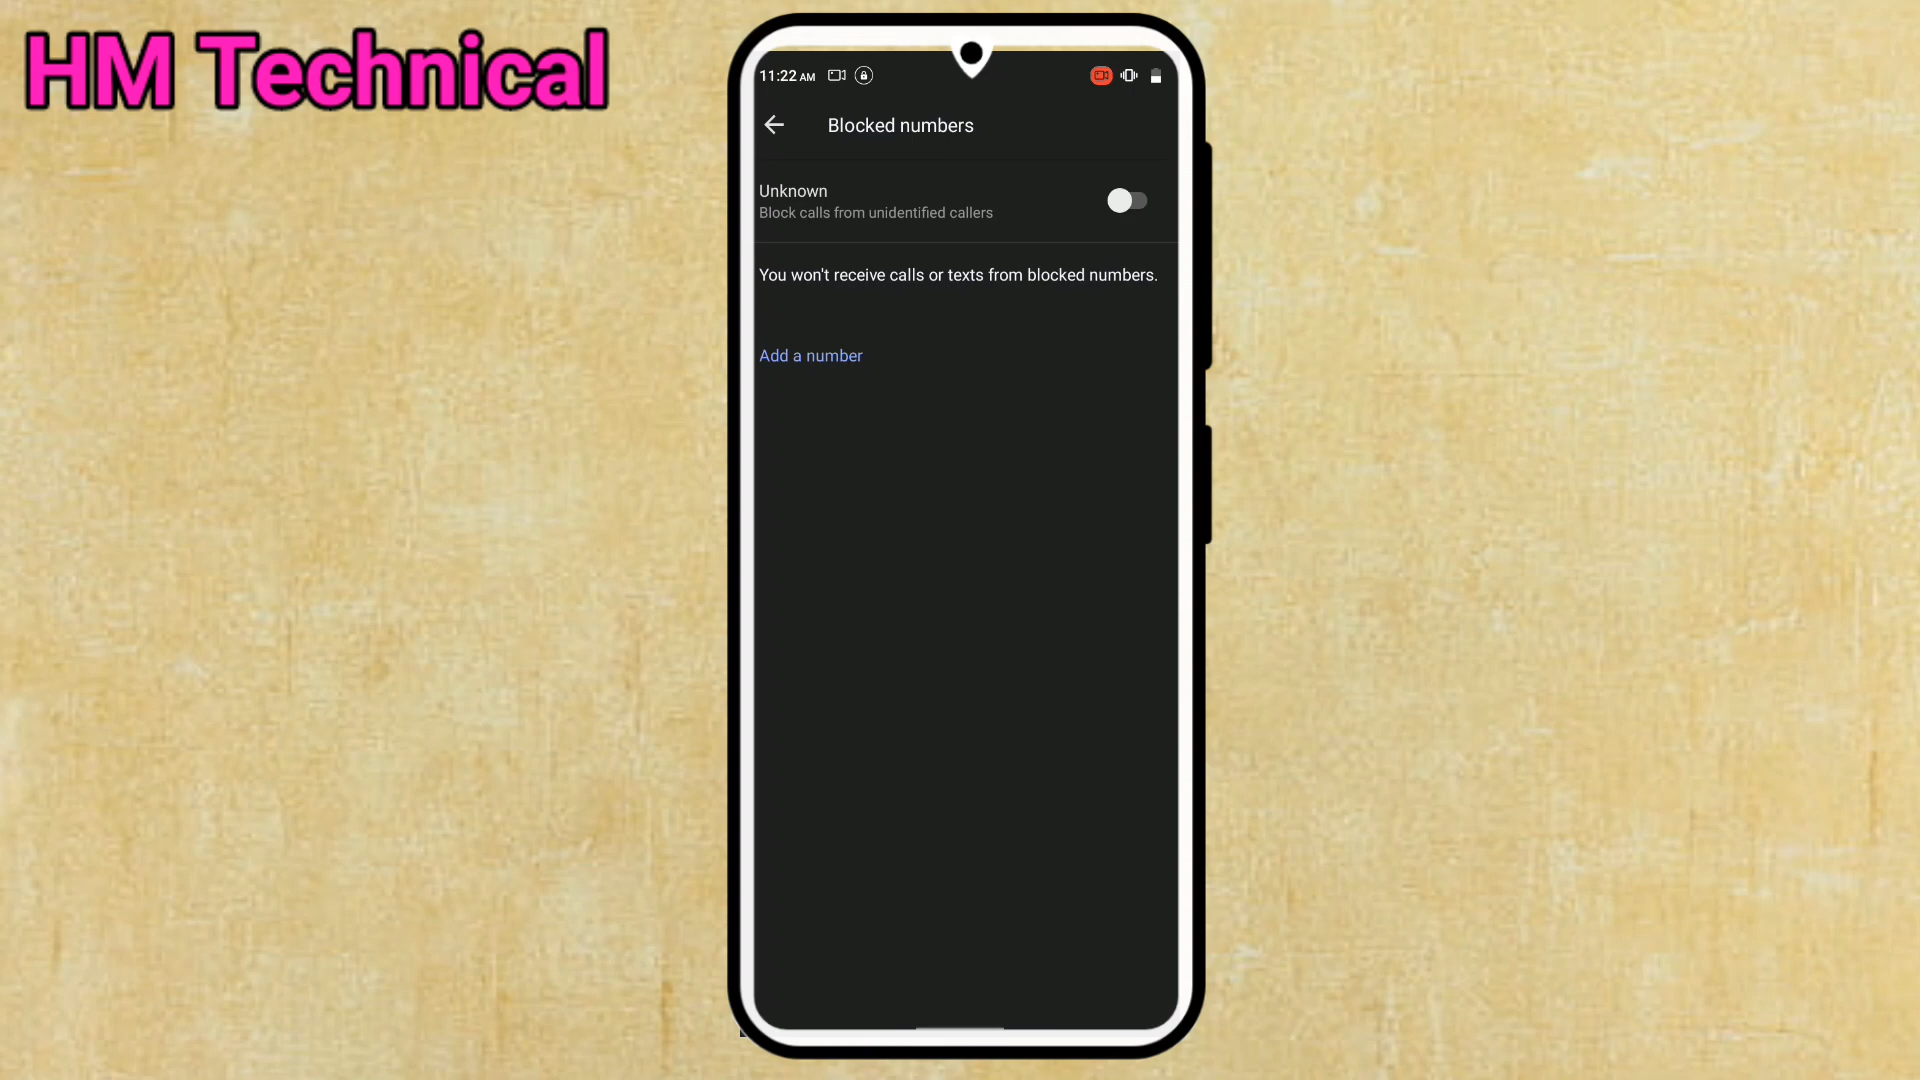 HM Technical
11:22 AM
Blocked numbers
Unknown
Block calls from unidentified callers
You won't receive calls or texts from blocked numbers.
Add a number